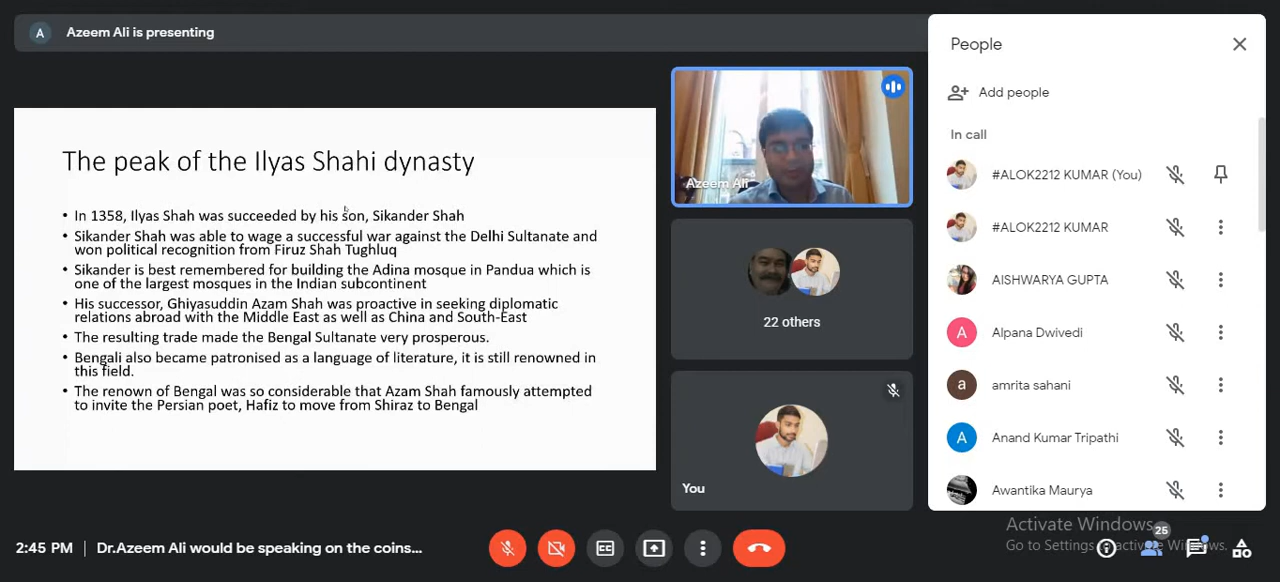 A Azeem Ali is presenting
The peak of the Ilyas Shahi dynasty
• In 1358, Ilyas Shah was succeeded by his son, Sikander Shah
• Sikander Shah was able to wage a successful war against the Delhi Sultanate and
won political recognition from Firuz Shah Tughluq
• Sikander is best remembered for building the Adina mosque in Pandua which is
one of the largest mosques in the Indian subcontinent
• His successor, Ghiyasuddin Azam Shah was proactive in seeking diplomatic
relations abroad with the Middle East as well as China and South-East
• The resulting trade made the Bengal Sultanate very prosperous.
• Bengali also became patronised as a language of literature, it is still renowned in
this field.
• The renown of Bengal was so considerable that Azam Shah famously attempted
to invite the Persian poet, Hafiz to move from Shiraz to Bengal
Azeem Ali
22 others
You
People
Add people
In call
#ALOK2212 KUMAR (You)
#ALOK2212 KUMAR
AISHWARYA GUPTA
A Alpana Dwivedi
a amrita sahani
A Anand Kumar Tripathi
Awantika Maurya
Activate Windows
Go to Settings to activate Windows.
2:45 PM | Dr.Azeem Ali would be speaking on the coins...
CC
25